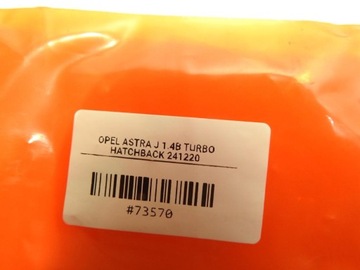 OPEL ASTRA J 1.4B TURBO
HATCHBACK 241220
#73570